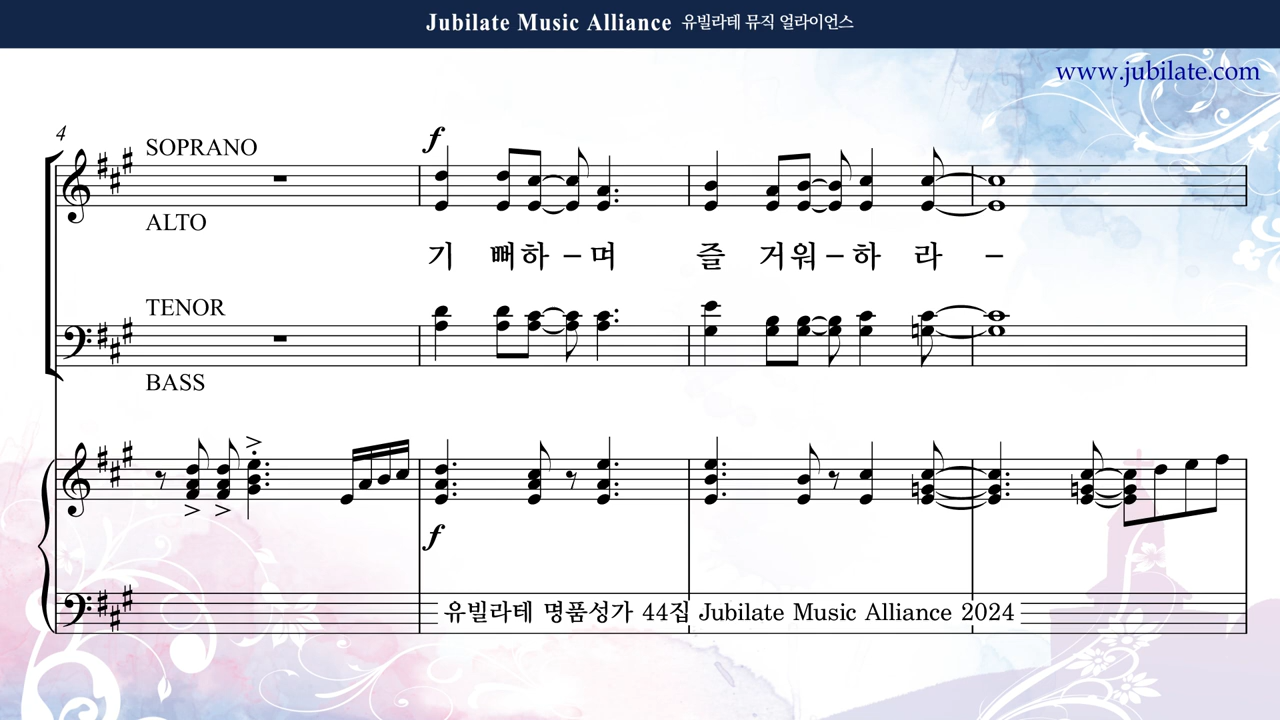 Jubilate Music Alliance 유빌라테 뮤직 얼라이언스
www.jubilate.com
4
SOPRANO
f
ALTO
기 뻐하 –며 즐 거워 – 하 라 –
TENOR
BASS
f
유빌라테 명품성가 44집 Jubilate Music Alliance 2024